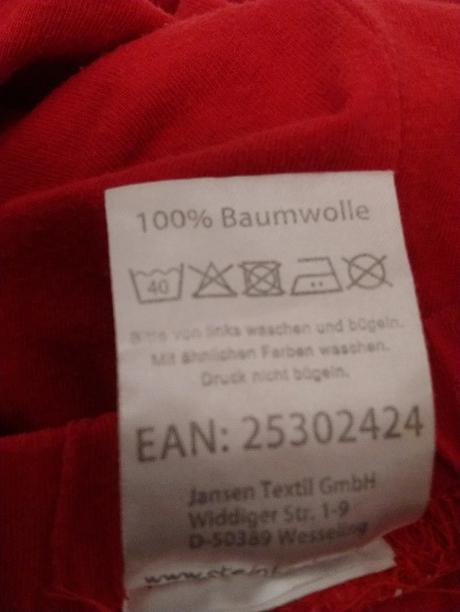 100% Baumwolle
40
Bitte von links waschen und bügeln.
Mit ähnlichen Farben waschen.
Druck nicht bügeln.
EAN: 25302424
Jansen Textil GmbH
Widdiger Str. 1-9
D-50389 Wesseling